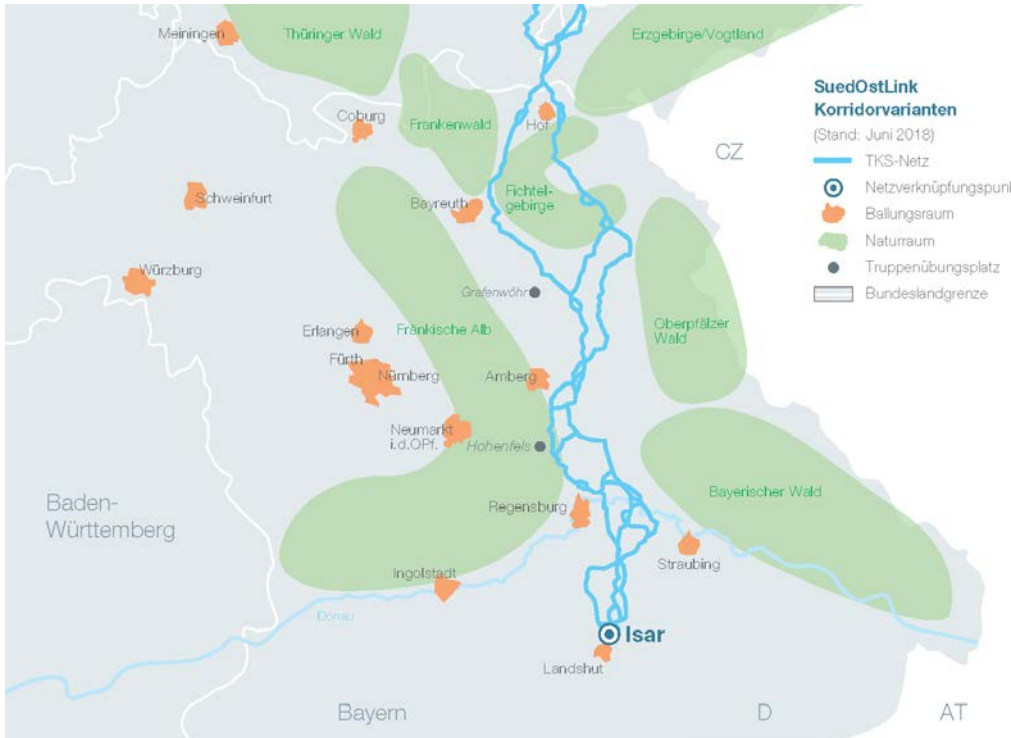 Meiningen
Thüringer Wald
Erzgebirge/Vogtland
SuedOstLink
Korridorvarianten
(Stand: Juni 2018)
TKS-Netz
Netzverknüpfungspunl
Ballungsraum
Naturraum
Truppenübungsplatz
Bundeslandgrenze
Coburg
Frankenwald
Hof
CZ
Schweinfurt
Bayreuth
Fichtel-
gebirge
Würzburg
Grafenwöhr
Erlangen
Fränkische Alb
Oberpfälzer
Wald
Fürth
Nürnberg
Amberg
Neumarkt
i.d.OPf.
Hohenfels
Baden-
Württemberg
Regensburg
Bayerischer Wald
Straubing
Ingolstadt
Donau
Isar
Landshut
Bayern
D
AT